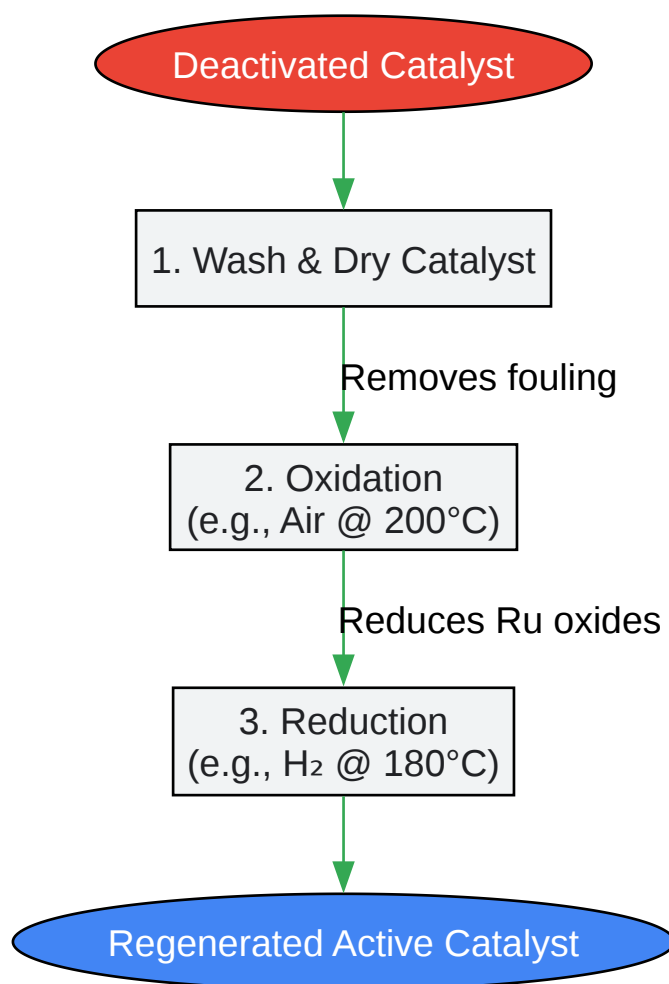 Deactivated Catalyst
1. Wash & Dry Catalyst
Removes fouling
2. Oxidation
(e.g., Air @ 200°C)
Reduces Ru oxides
3. Reduction
(e.g., H₂ @ 180°C)
Regenerated Active Catalyst